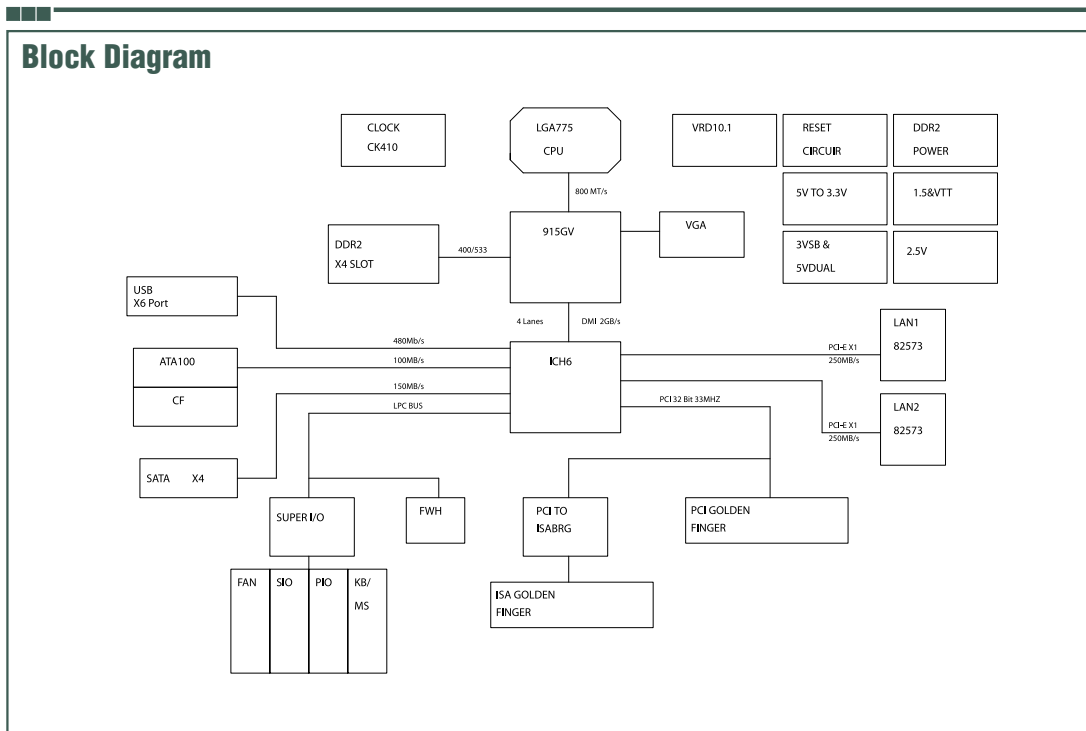 Block Diagram
CLOCK
CK410
LGA775
CPU
VRD10.1
RESET
CIRCUIR
DDR2
POWER
800 MT/s
5V TO 3.3V
1.5&VTT
DDR2
X4 SLOT
400/533
915GV
VGA
3VSB &
5VDUAL
2.5V
USB
X6 Port
4 Lanes
DMI 2GB/s
LAN1
82573
480Mb/s
ATA100
100MB/s
ICH6
PCI-E X1
250MB/s
CF
150MB/s
LPC BUS
PCI 32 Bit 33MHZ
LAN2
82573
PCI-E X1
250MB/s
SATA X4
SUPER I/O
FWH
PCI TO
ISABRG
PCI GOLDEN
FINGER
FAN
SIO
PIO
KB/
MS
ISA GOLDEN
FINGER